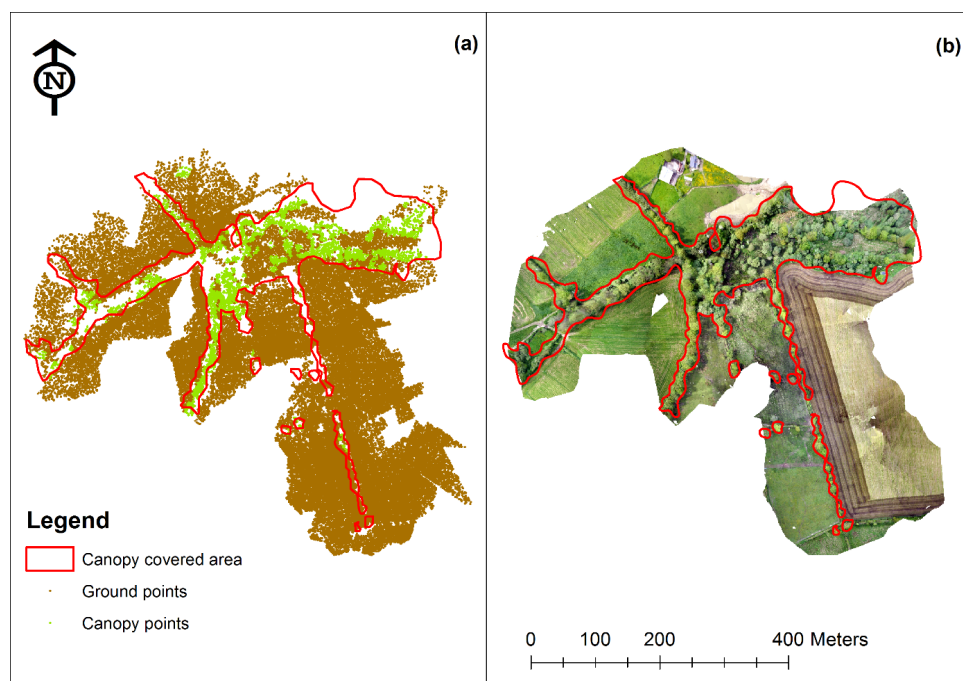 (a)
(b)
N
Legend
Canopy covered area
Ground points
Canopy points
0 100 200 400 Meters